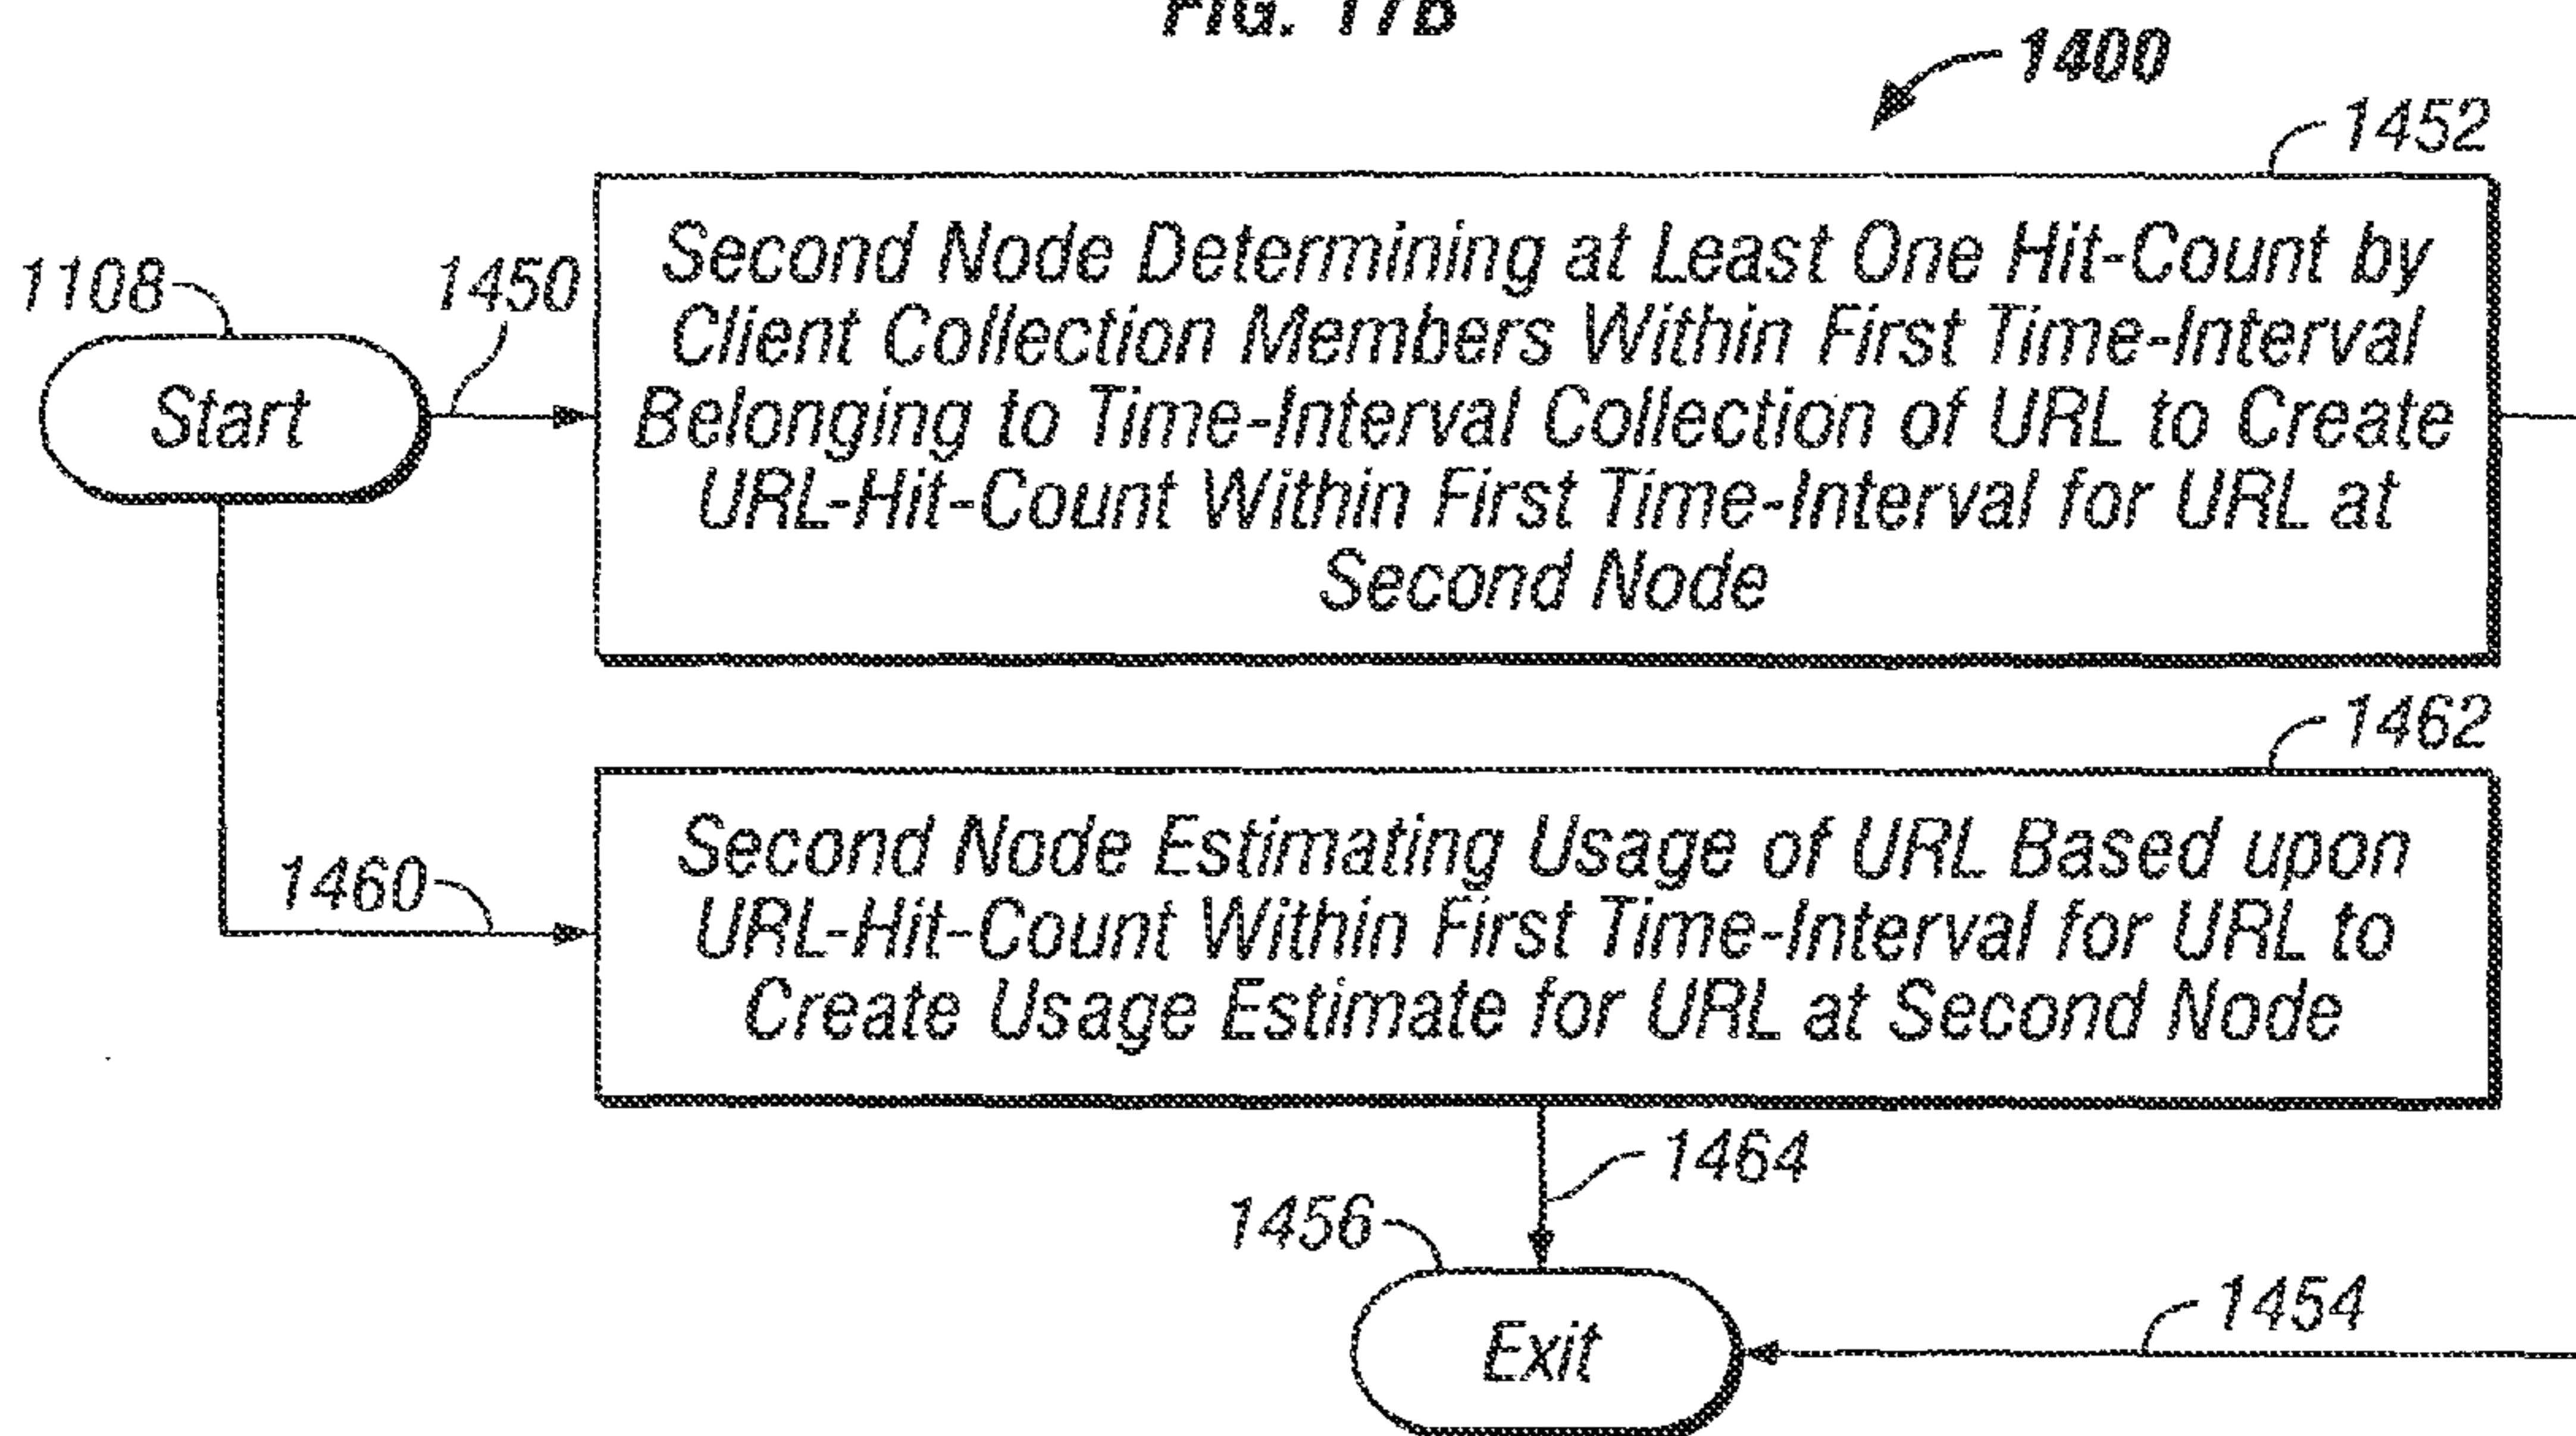 FIG. 17B
1400
1452
1108
1450
Start
Second Node Determining at Least One Hit-Count by
Client Collection Members Within First Time-Interval
Belonging to Time-Interval Collection of URL to Create
URL-Hit-Count Within First Time-Interval for URL at
Second Node
1462
1460
Second Node Estimating Usage of URL Based upon
URL-Hit-Count Within First Time-Interval for URL to
Create Usage Estimate for URL at Second Node
1464
1456
Exit
1454